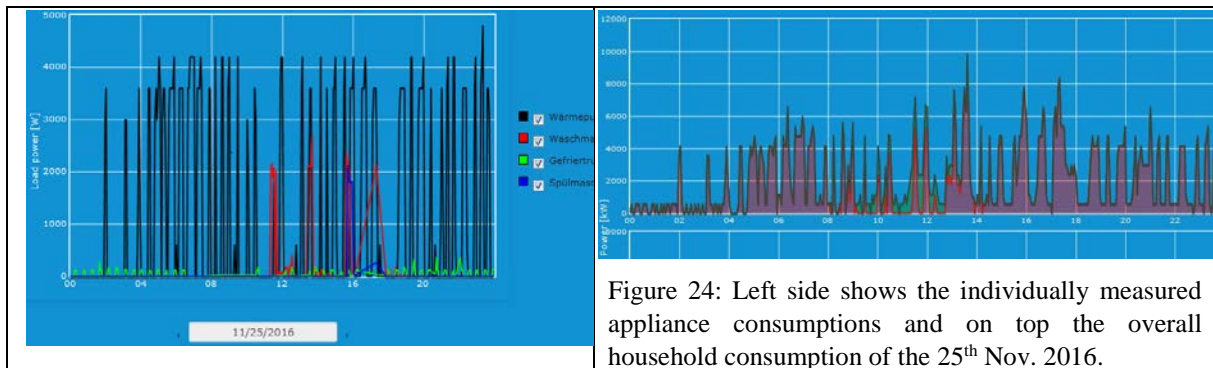 5000
4000
3000
2000
1000
0
Load power [W]
00 04 08 12 16 20
Wärmepu
Waschma
Gefriertru
Spülmasc
11/25/2016
12000
10000
8000
6000
4000
2000
0
Power [kW]
00 02 04 06 08 10 12 14 16 18 20 22
Figure 24: Left side shows the individually measured
appliance consumptions and on top the overall
household consumption of the 25th Nov. 2016.